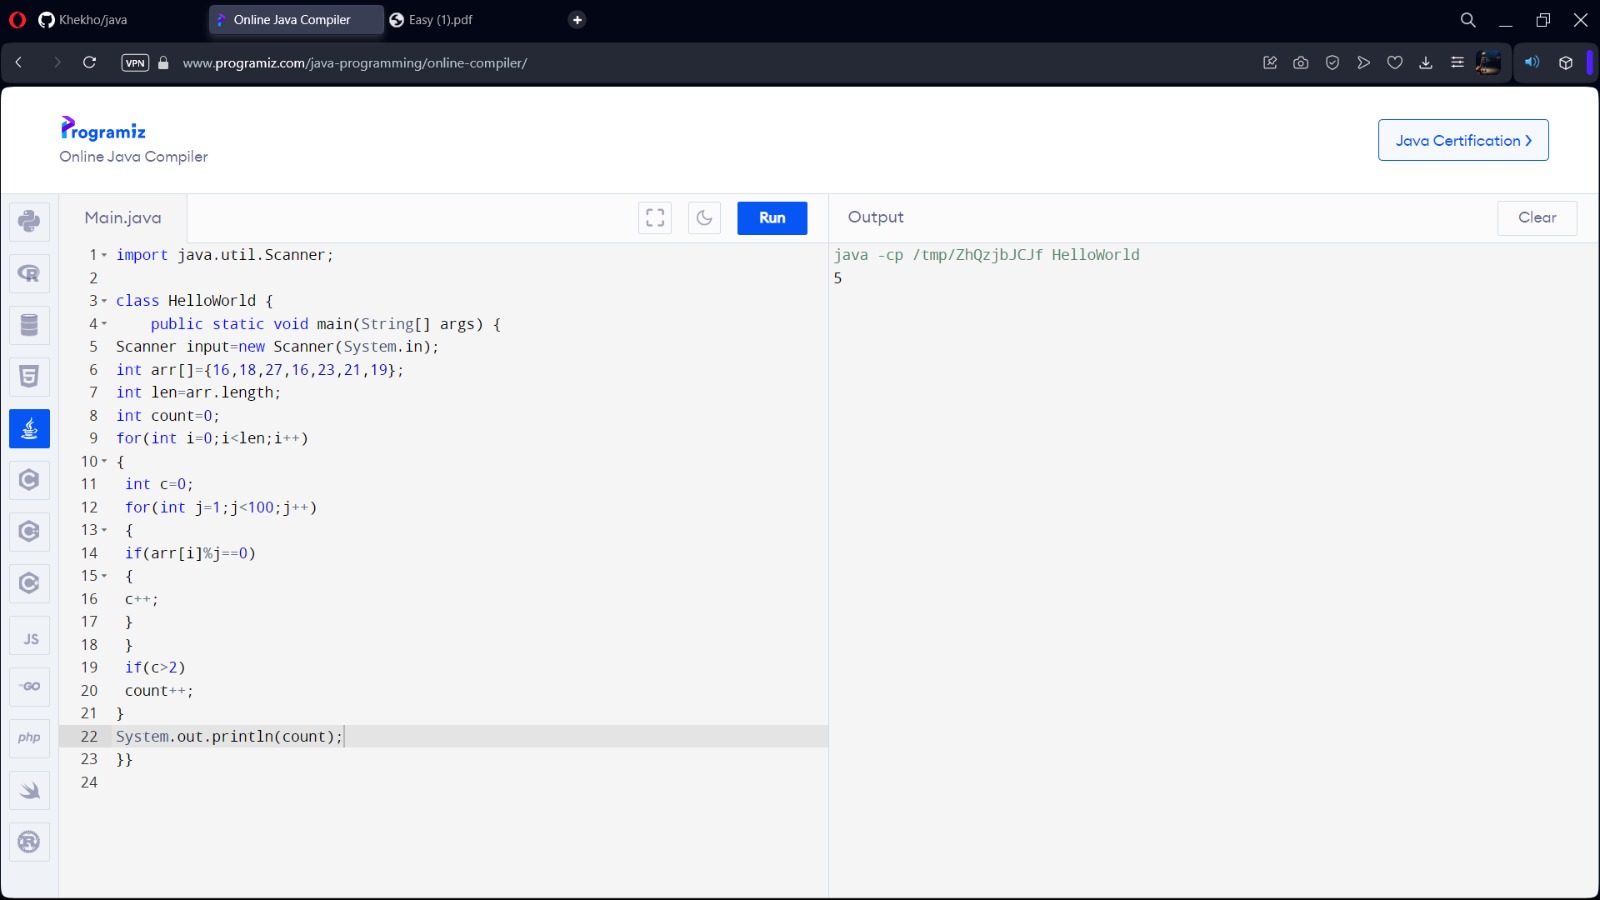 Khekho/java
Online Java Compiler
Easy (1).pdf
VPN
www.programiz.com/java-programming/online-compiler/
Programiz
Online Java Compiler
Java Certification
Main.java
Run
Output
Clear
1 import java.util.Scanner;
2
3 class HelloWorld {
4     public static void main(String[] args) {
5 Scanner input=new Scanner(System.in);
6 int arr[]={16,18,27,16,23,21,19};
7 int len=arr.length;
8 int count=0;
9 for(int i=0;i<len;i++)
10 {
11  int c=0;
12  for(int j=1;j<100;j++)
13  {
14  if(arr[i]%j==0)
15  {
16  c++;
17  }
18  }
19  if(c>2)
20  count++;
21 }
22 System.out.println(count);
23 }}
24
java -cp /tmp/ZhQzjbJCJf HelloWorld
5
R
5
C
C
C
JS
GO
php
R